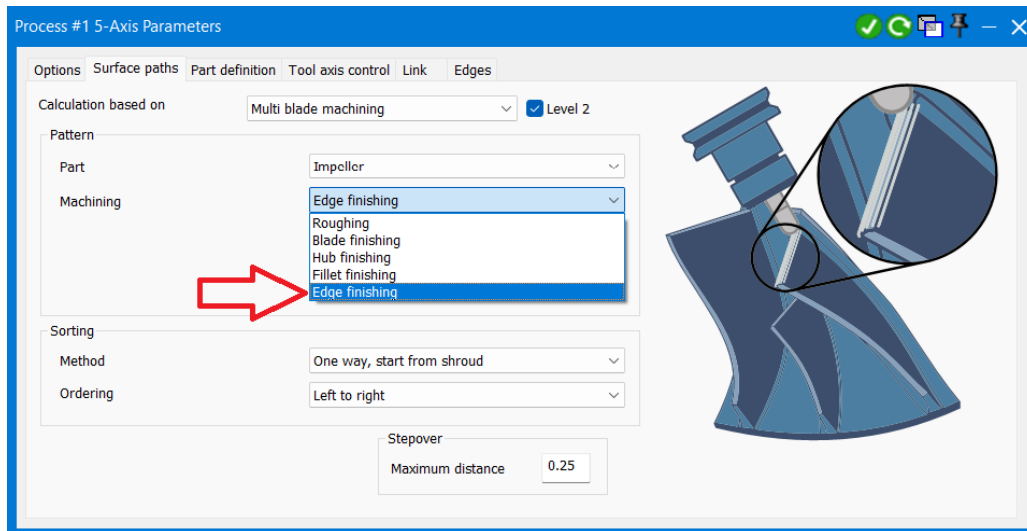 Process #1 5-Axis Parameters
Options Surface paths Part definition Tool axis control Link Edges
Calculation based on Multi blade machining Level 2
Pattern
Part Impeller
Machining Edge finishing
Roughing
Blade finishing
Hub finishing
Fillet finishing
Edge finishing
Sorting
Method One way, start from shroud
Ordering Left to right
Stepover
Maximum distance 0.25